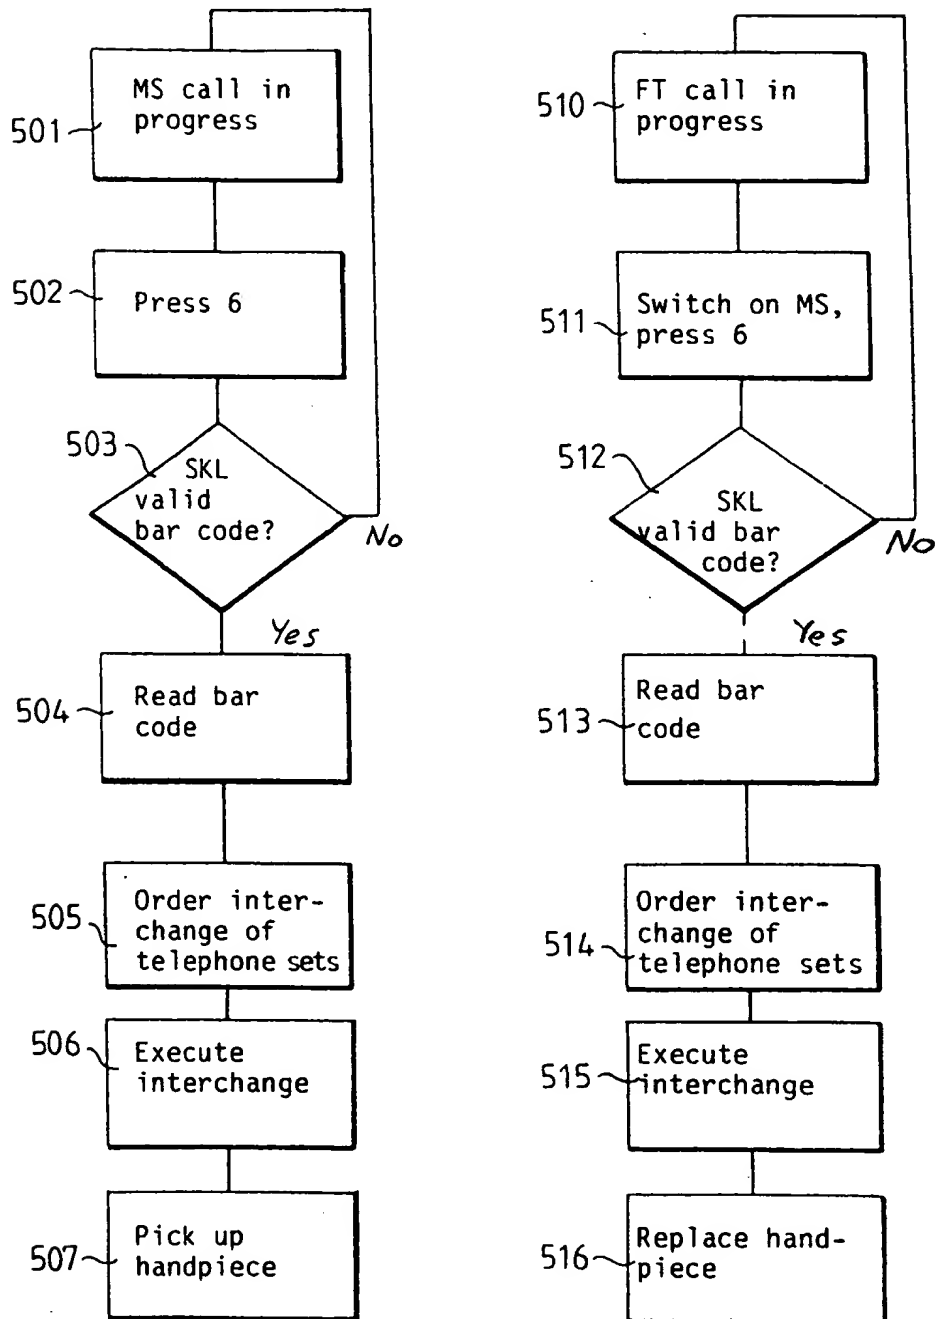 501
MS call in
progress
502
Press 6
503
SKL
valid
bar code?
No
Yes
504
Read bar
code
505
Order inter-
change of
telephone sets
506
Execute
interchange
507
Pick up
handpiece
510
FT call in
progress
511
Switch on MS,
press 6
512
SKL
valid bar
code?
No
Yes
513
Read bar
code
514
Order inter-
change of
telephone sets
515
Execute
interchange
516
Replace hand-
piece